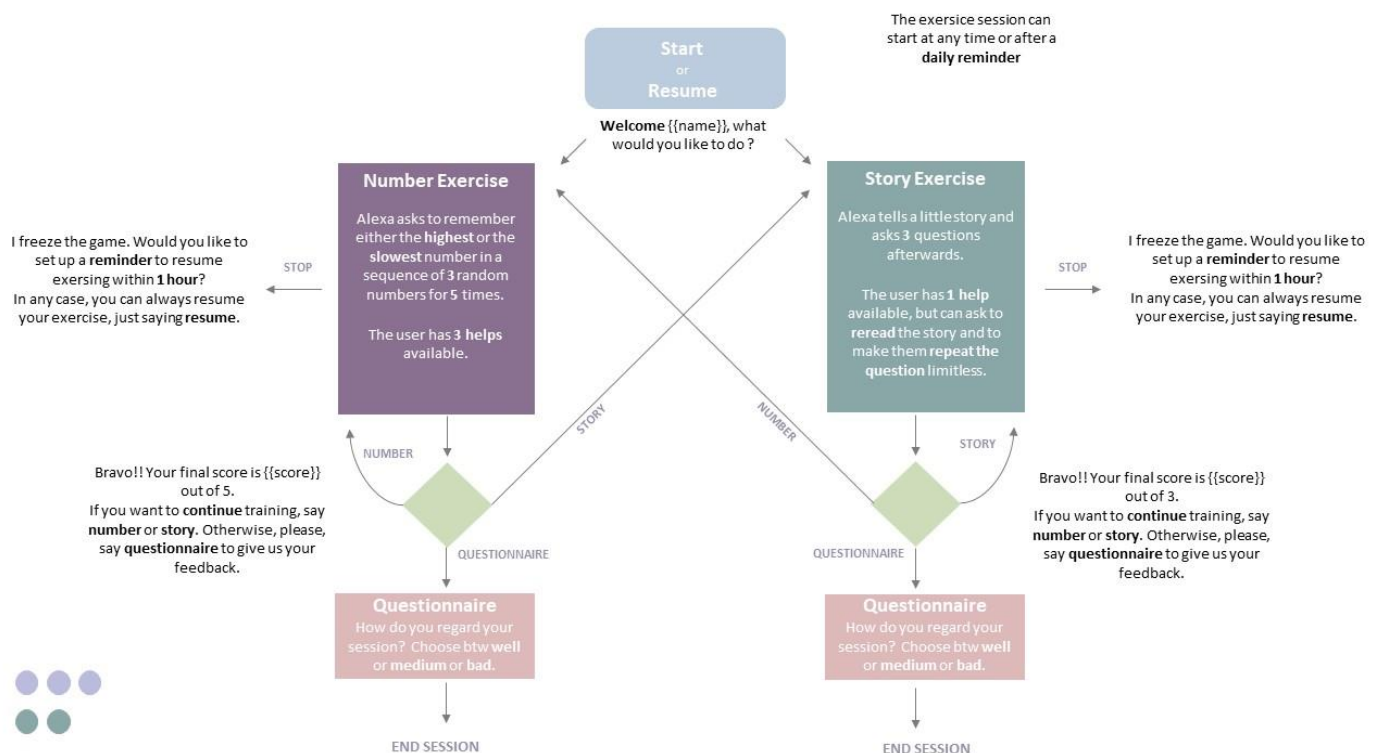 The exersice session can
start at any time or after a
daily reminder
Start
or
Resume
Welcome {{name}}, what
would you like to do ?
Number Exercise
Alexa asks to remember
either the highest or the
slowest number in a
sequence of 3 random
numbers for 5 times.
The user has 3 helps
available.
Story Exercise
Alexa tells a little story and
asks 3 questions
afterwards.
The user has 1 help
available, but can ask to
reread the story and to
make them repeat the
question limitless.
I freeze the game. Would you like to
set up a reminder to resume
exersing within 1 hour?
In any case, you can always resume
your exercise, just saying resume.
STOP
STOP
I freeze the game. Would you like to
set up a reminder to resume
exersing within 1 hour?
In any case, you can always resume
your exercise, just saying resume.
NUMBER
STORY
NUMBER
STORY
Bravo!! Your final score is {{score}}
out of 5.
If you want to continue training, say
number or story. Otherwise, please,
say questionnaire to give us your
feedback.
Bravo!! Your final score is {{score}}
out of 3.
If you want to continue training, say
number or story. Otherwise, please,
say questionnaire to give us your
feedback.
QUESTIONNAIRE
QUESTIONNAIRE
Questionnaire
How do you regard your
session? Choose btw well
or medium or bad.
Questionnaire
How do you regard your
session? Choose btw well
or medium or bad.
END SESSION
END SESSION